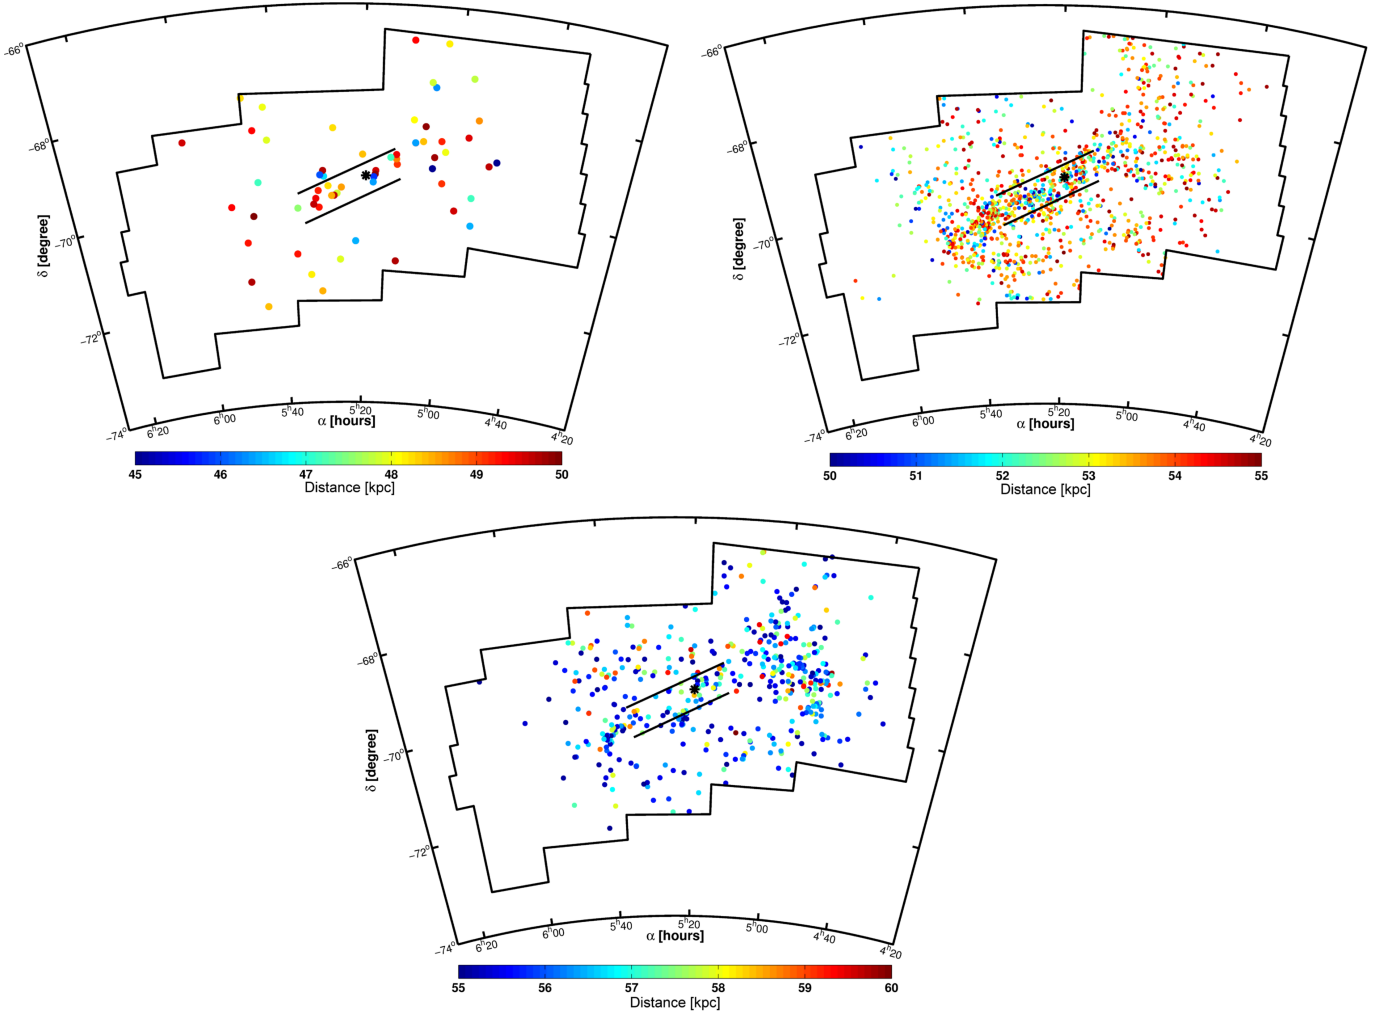 −66°
−68°
−70°
−72°
−74°
δ [degree]
6ʰ20
6ʰ00
5ʰ40
5ʰ20
5ʰ00
4ʰ40
4ʰ20
α [hours]
45 46 47 48 49 50
Distance [kpc]
−66°
−68°
−70°
−72°
−74°
δ [degree]
6ʰ20
6ʰ00
5ʰ40
5ʰ20
5ʰ00
4ʰ40
4ʰ20
α [hours]
50 51 52 53 54 55
Distance [kpc]
−66°
−68°
−70°
−72°
−74°
δ [degree]
6ʰ20
6ʰ00
5ʰ40
5ʰ20
5ʰ00
4ʰ40
4ʰ20
α [hours]
55 56 57 58 59 60
Distance [kpc]